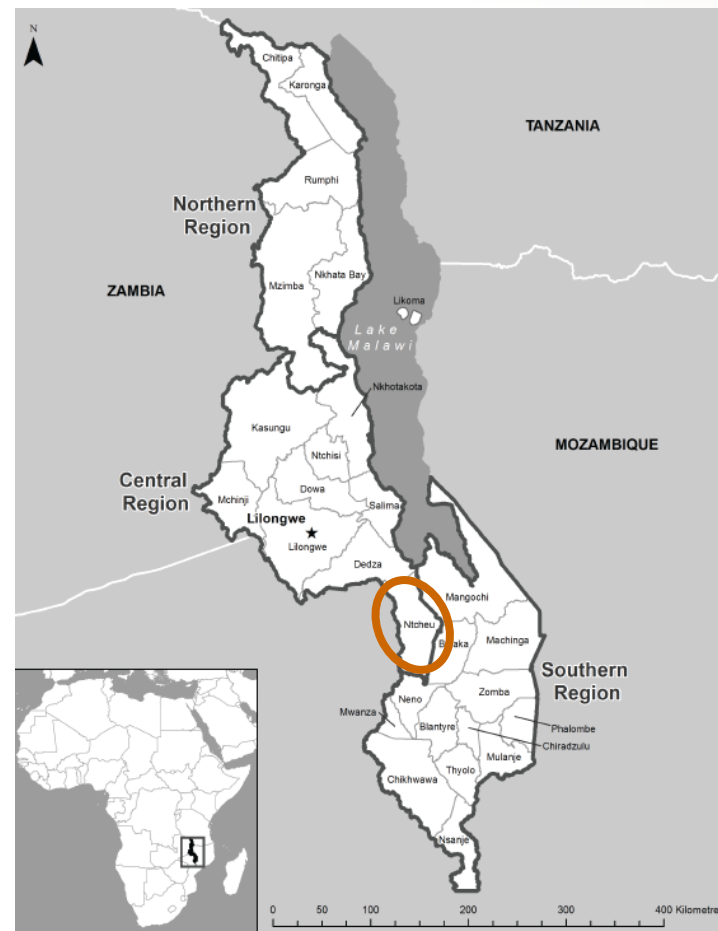 N
Chitipa
Karonga
TANZANIA
Rumphi
Northern
Region
Nkhata Bay
Mzimba
ZAMBIA
Likoma
Lake
Malawi
Nkhotakota
Kasungu
MOZAMBIQUE
Ntchisi
Central
Region
Dowa
Mchinji
Salima
Lilongwe
Lilongwe
Dedza
Mangochi
Ntcheu
Machinga
Southern
Region
Zomba
Neno
Mwanza
Blantyre
Phalombe
Chiradzulu
Mulanje
Thyolo
Chikhwawa
Nsanje
0 50 100 200 300 400 Kilometre